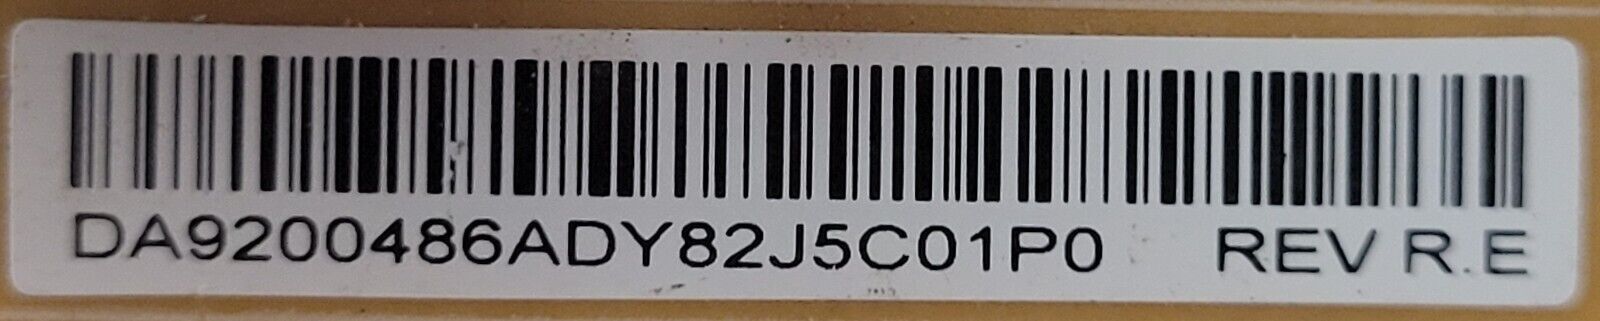 DA9200486ADY82J5C01P0 REV R.E